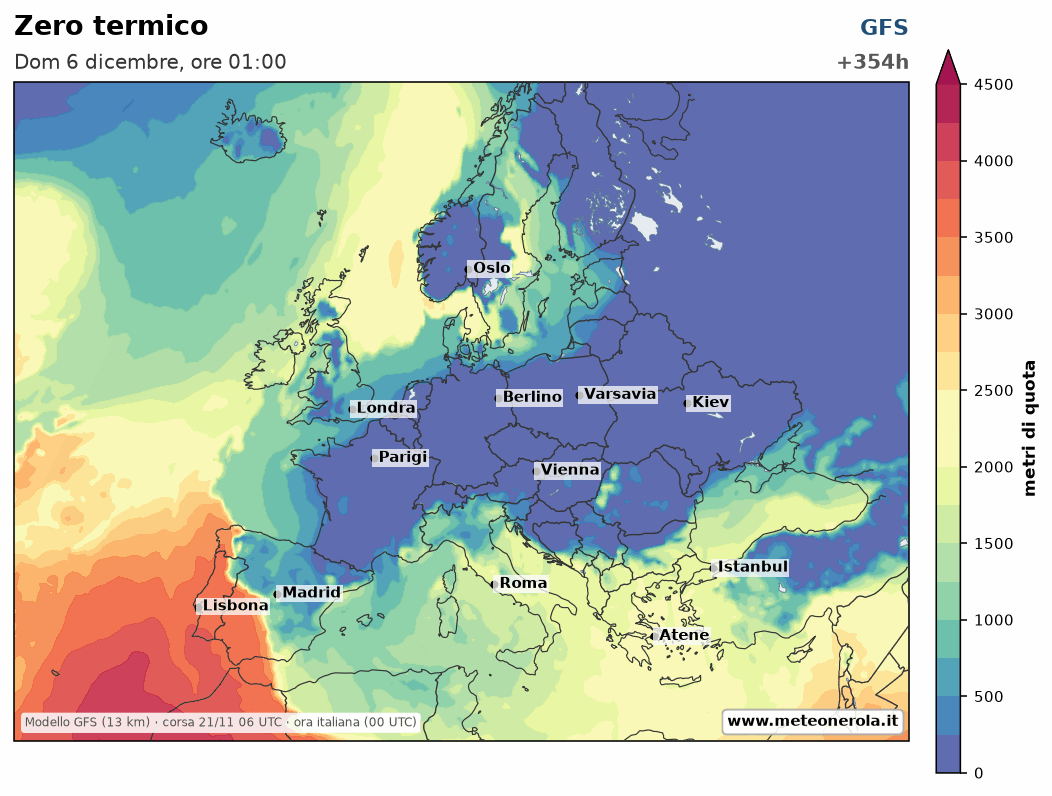 Zero termico
GFS
Dom 6 dicembre, ore 01:00
+354h
4500
4000
3500
3000
2500
2000
1500
1000
500
0
metri di quota
Oslo
Londra
Berlino
Varsavia
Kiev
Parigi
Vienna
Madrid
Lisbona
Roma
Istanbul
Atene
Modello GFS (13 km) · corsa 21/11 06 UTC · ora italiana (00 UTC)
www.meteonerola.it